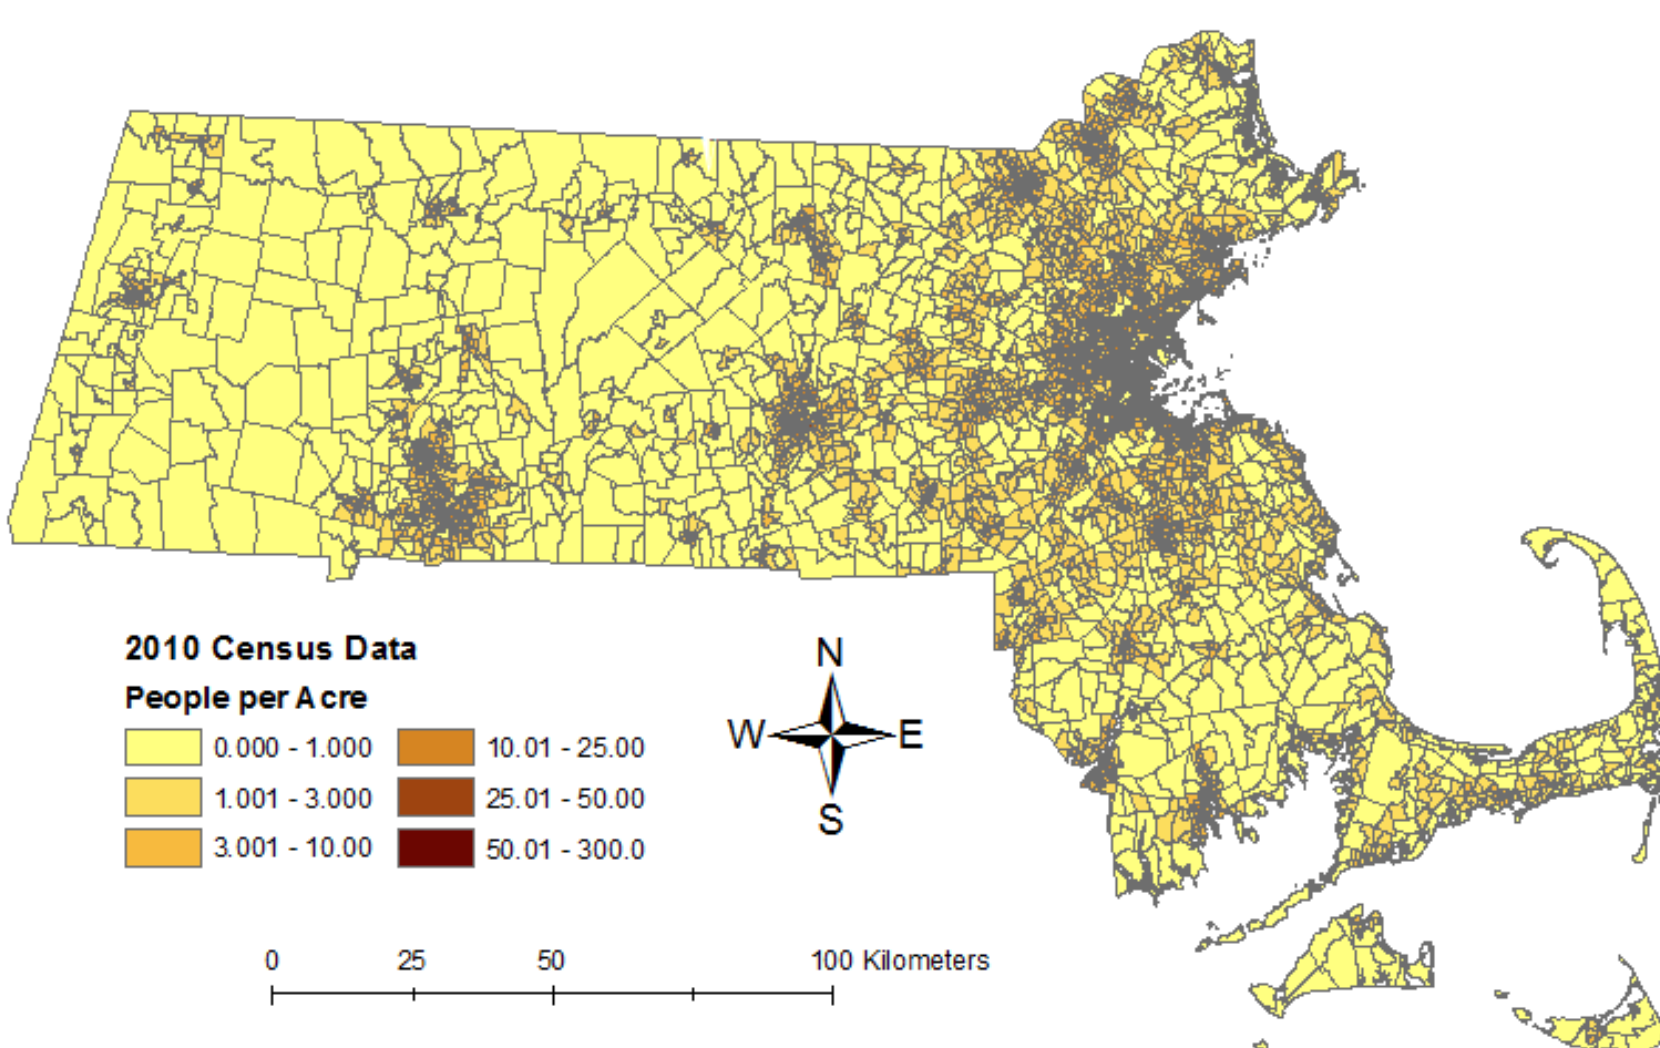 2010 Census Data
People per Acre
0.000 - 1.000
10.01 - 25.00
1.001 - 3.000
25.01 - 50.00
3.001 - 10.00
50.01 - 300.0
N
W E
S
0 25 50 100 Kilometers